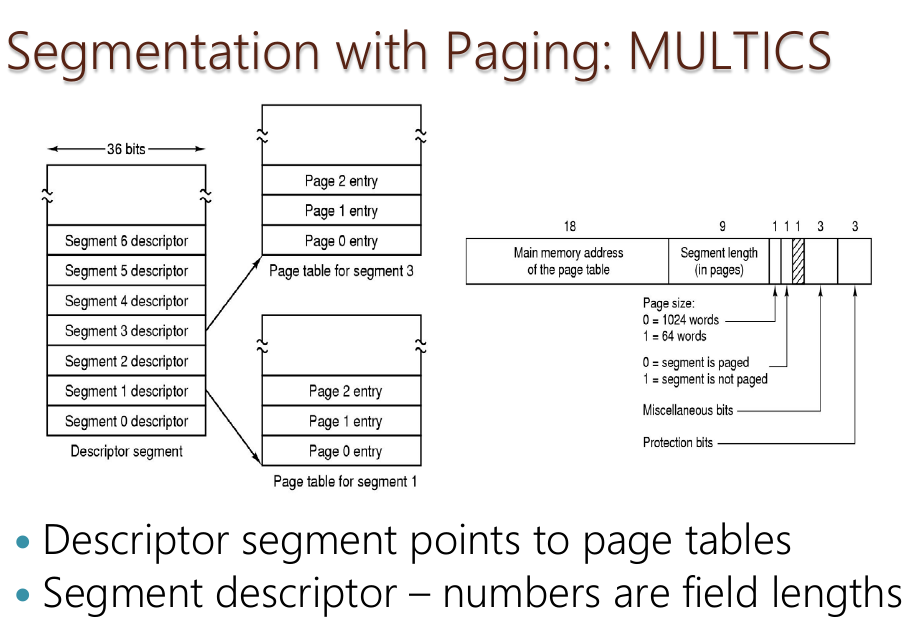 Segmentation with Paging: MULTICS
36 bits
Segment 6 descriptor
Segment 5 descriptor
Segment 4 descriptor
Segment 3 descriptor
Segment 2 descriptor
Segment 1 descriptor
Segment 0 descriptor
Descriptor segment
Page 2 entry
Page 1 entry
Page 0 entry
Page table for segment 3
Page 2 entry
Page 1 entry
Page 0 entry
Page table for segment 1
18 9 1 1 1 3 3
Main memory address
of the page table
Segment length
(in pages)
Page size:
0 = 1024 words
1 = 64 words
0 = segment is paged
1 = segment is not paged
Miscellaneous bits
Protection bits
• Descriptor segment points to page tables
• Segment descriptor – numbers are field lengths